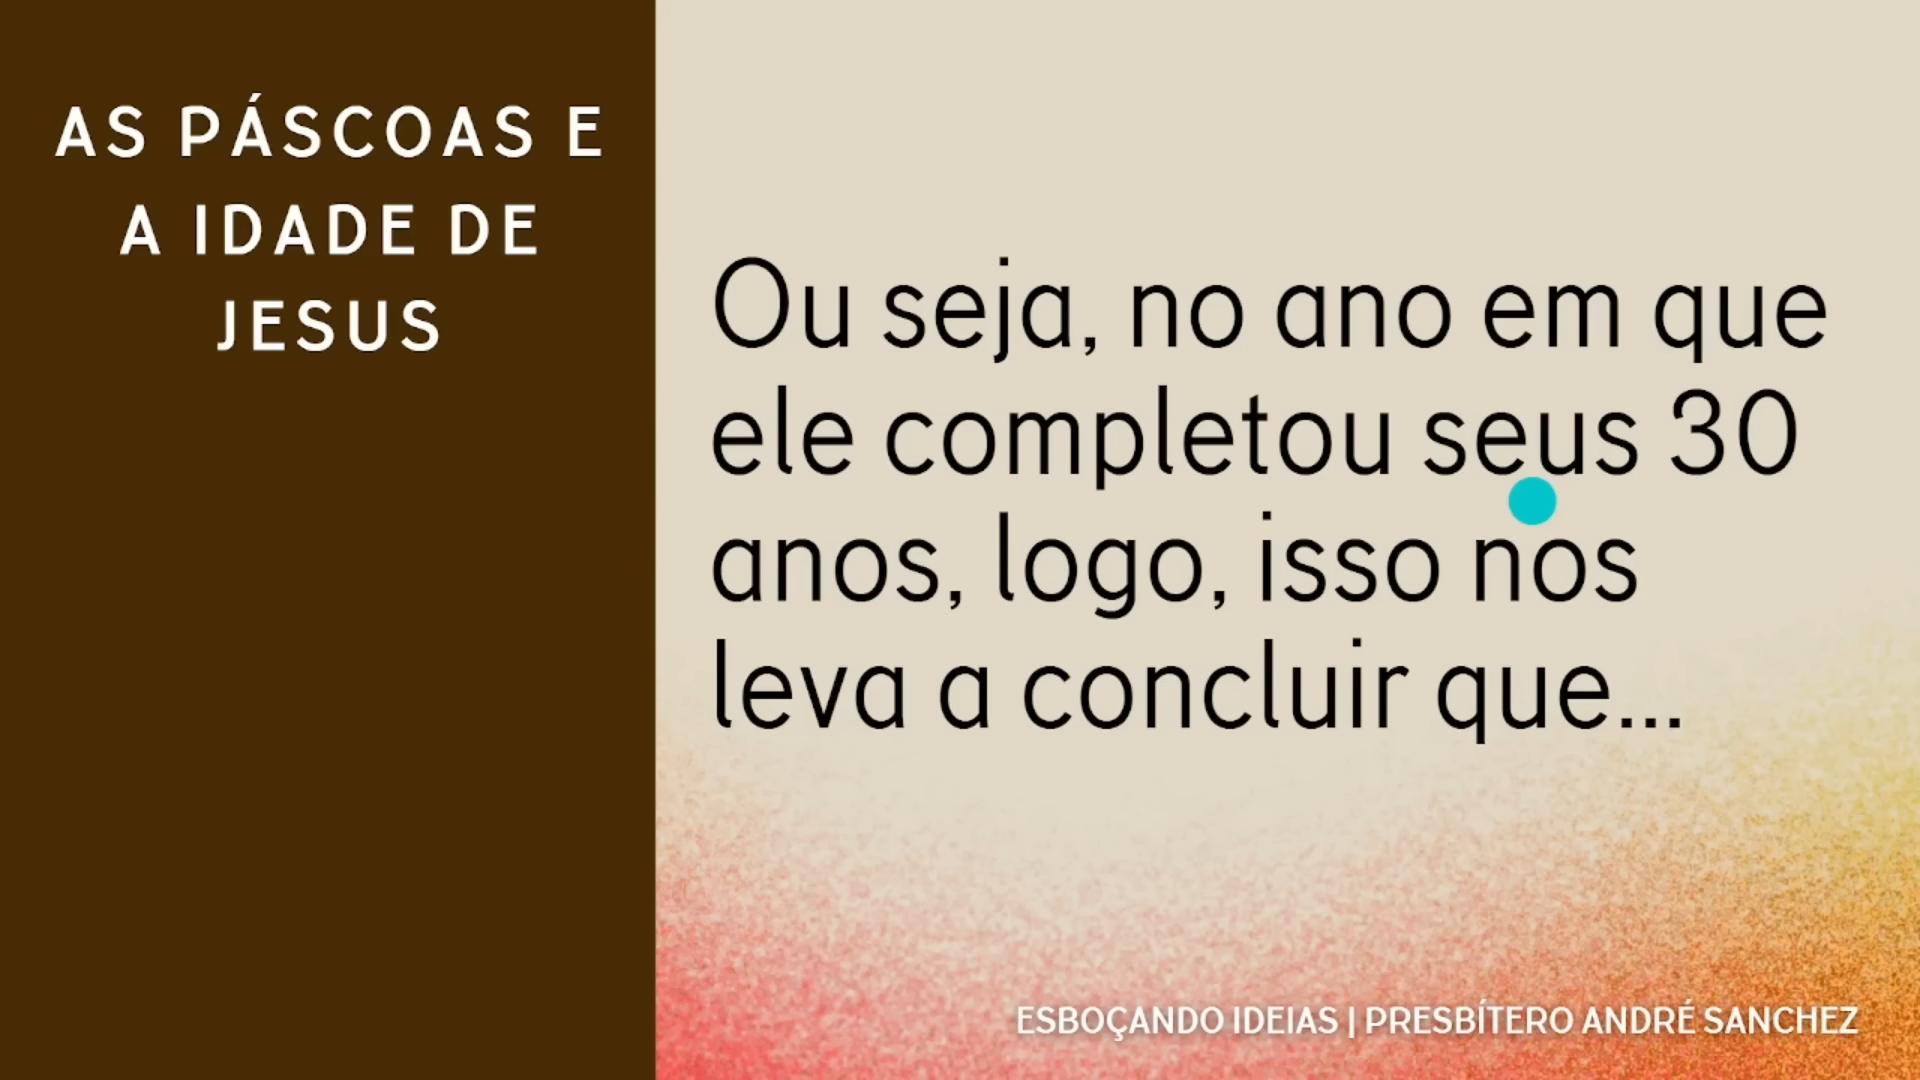 AS PÁSCOAS E
A IDADE DE
JESUS
Ou seja, no ano em que
ele completou seus 30
anos, logo, isso nos
leva a concluir que...
ESBOÇANDO IDEIAS | PRESBÍTERO ANDRÉ SANCHEZ